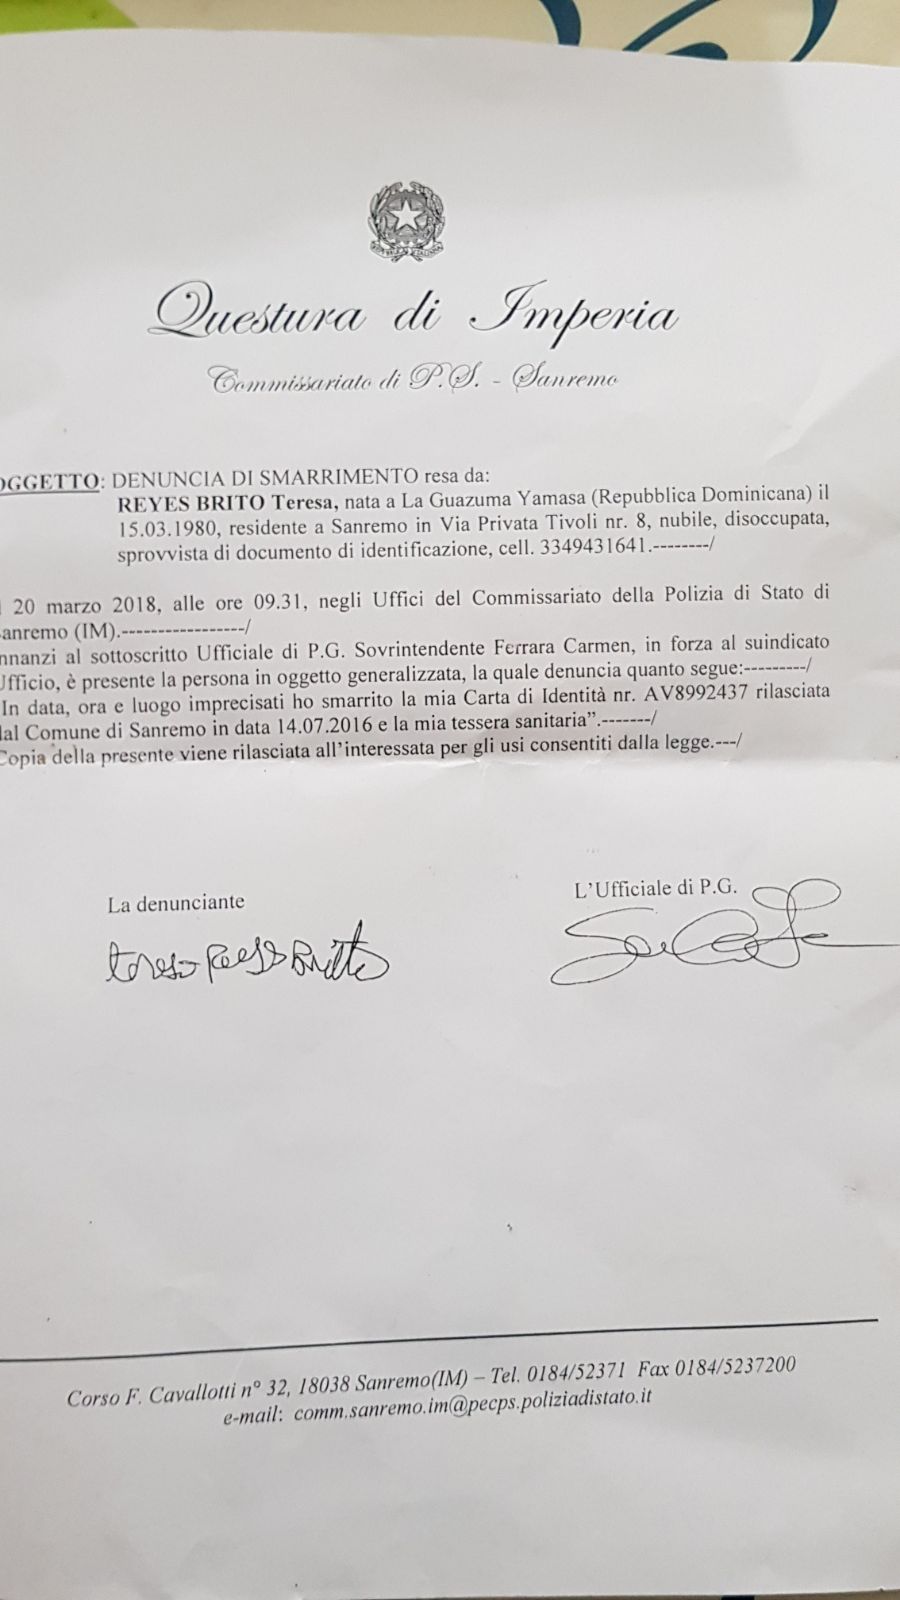 Questura di Imperia
Commissariato di P.S. - Sanremo
OGGETTO: DENUNCIA DI SMARRIMENTO resa da:
REYES BRITO Teresa, nata a La Guazuma Yamasa (Repubblica Dominicana) il
15.03.1980, residente a Sanremo in Via Privata Tivoli nr. 8, nubile, disoccupata,
sprovvista di documento di identificazione, cell. 3349431641.--------/
20 marzo 2018, alle ore 09.31, negli Uffici del Commissariato della Polizia di Stato di
anremo (IM).-----------------/
nnanzi al sottoscritto Ufficiale di P.G. Sovrintendente Ferrara Carmen, in forza al suindicato
Ufficio, è presente la persona in oggetto generalizzata, la quale denuncia quanto segue:---------/
In data, ora e luogo imprecisati ho smarrito la mia Carta di Identità nr. AV8992437 rilasciata
dal Comune di Sanremo in data 14.07.2016 e la mia tessera sanitaria”.-------/
Copia della presente viene rilasciata all’interessata per gli usi consentiti dalla legge.---/
La denunciante
L’Ufficiale di P.G.
Corso F. Cavallotti n° 32, 18038 Sanremo(IM) – Tel. 0184/52371 Fax 0184/5237200
e-mail: comm.sanremo.im@pecps.poliziadistato.it